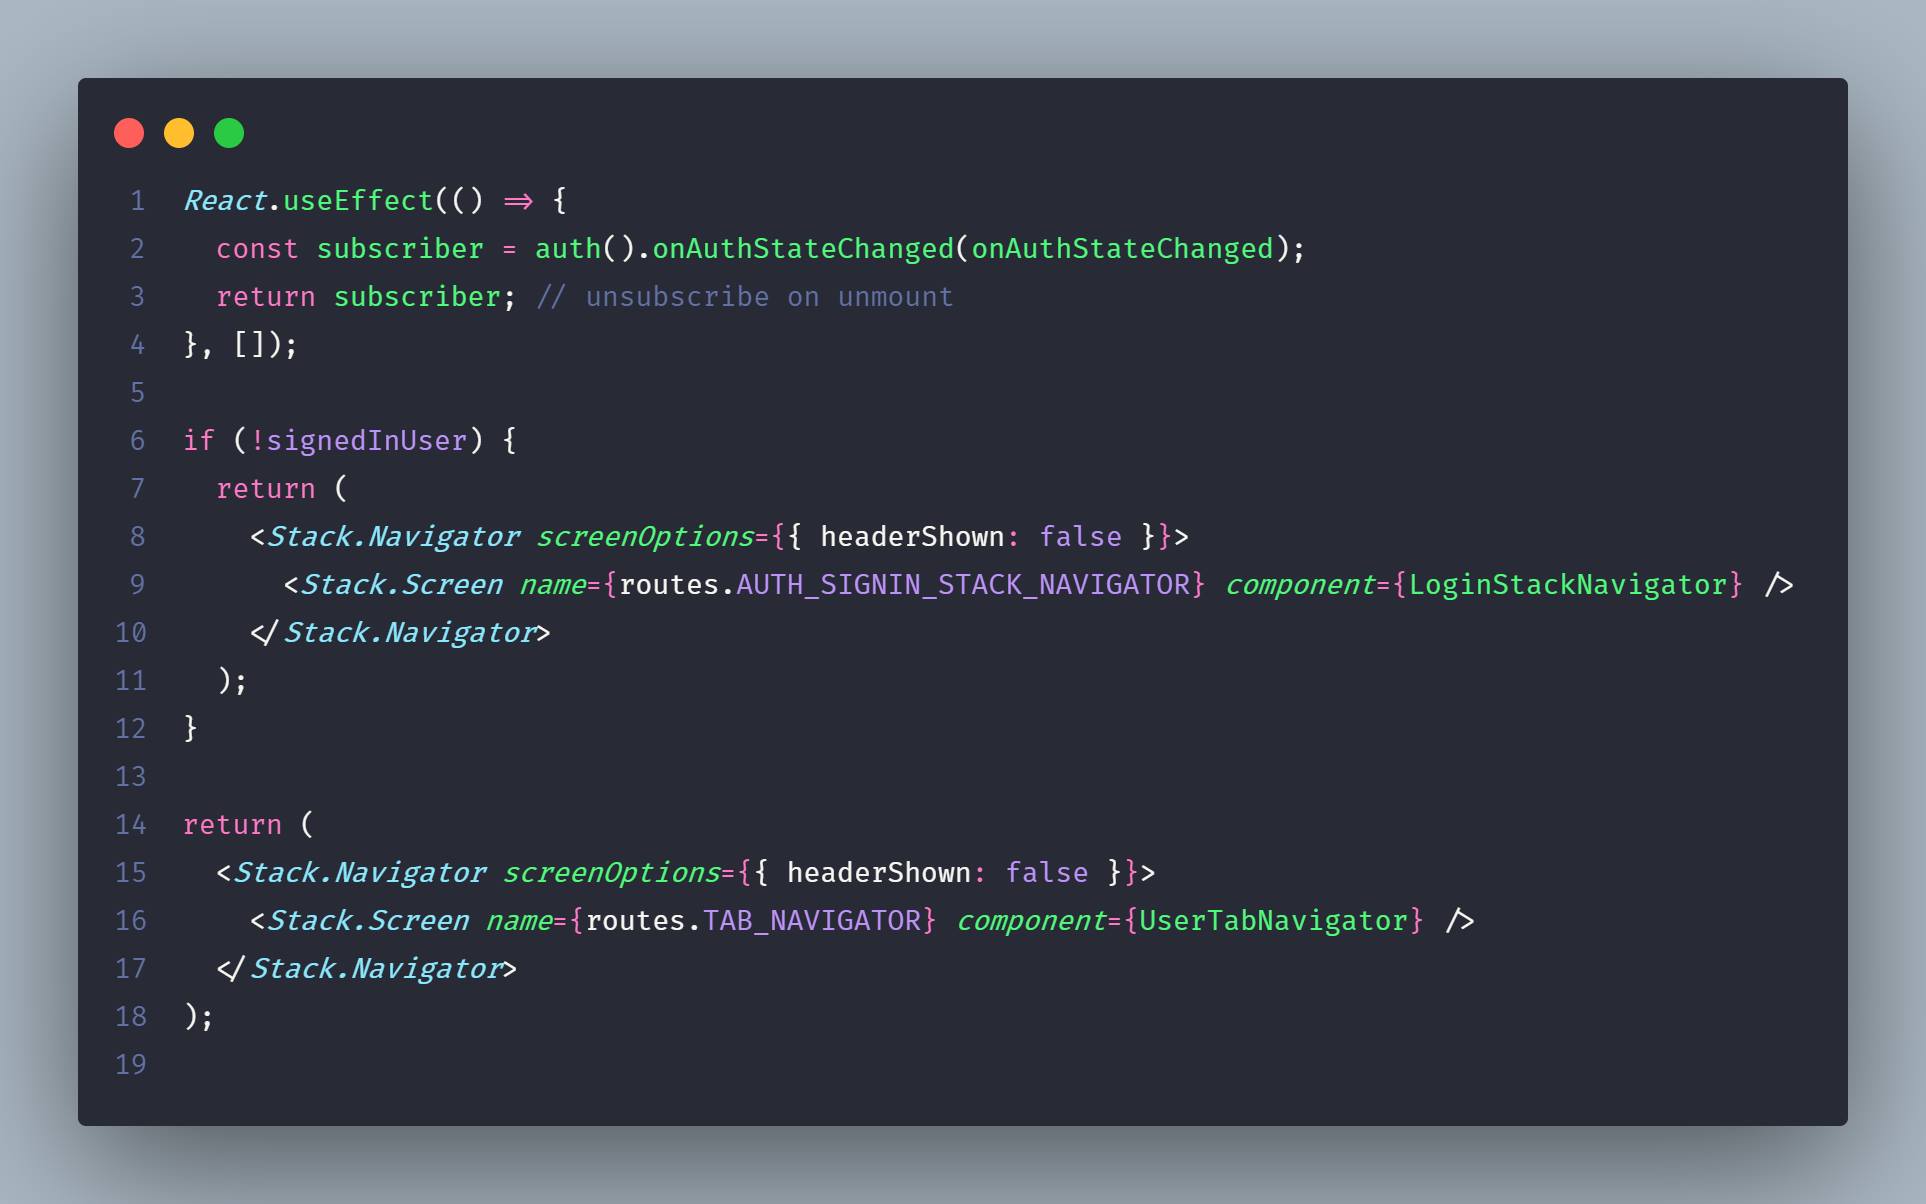 1 React.useEffect(() => {
2 const subscriber = auth().onAuthStateChanged(onAuthStateChanged);
3 return subscriber; // unsubscribe on unmount
4 }, []);
5
6 if (!signedInUser) {
7 return (
8 <Stack.Navigator screenOptions={{ headerShown: false }}>
9 <Stack.Screen name={routes.AUTH_SIGNIN_STACK_NAVIGATOR} component={LoginStackNavigator} />
10 </Stack.Navigator>
11 );
12 }
13
14 return (
15 <Stack.Navigator screenOptions={{ headerShown: false }}>
16 <Stack.Screen name={routes.TAB_NAVIGATOR} component={UserTabNavigator} />
17 </Stack.Navigator>
18 );
19